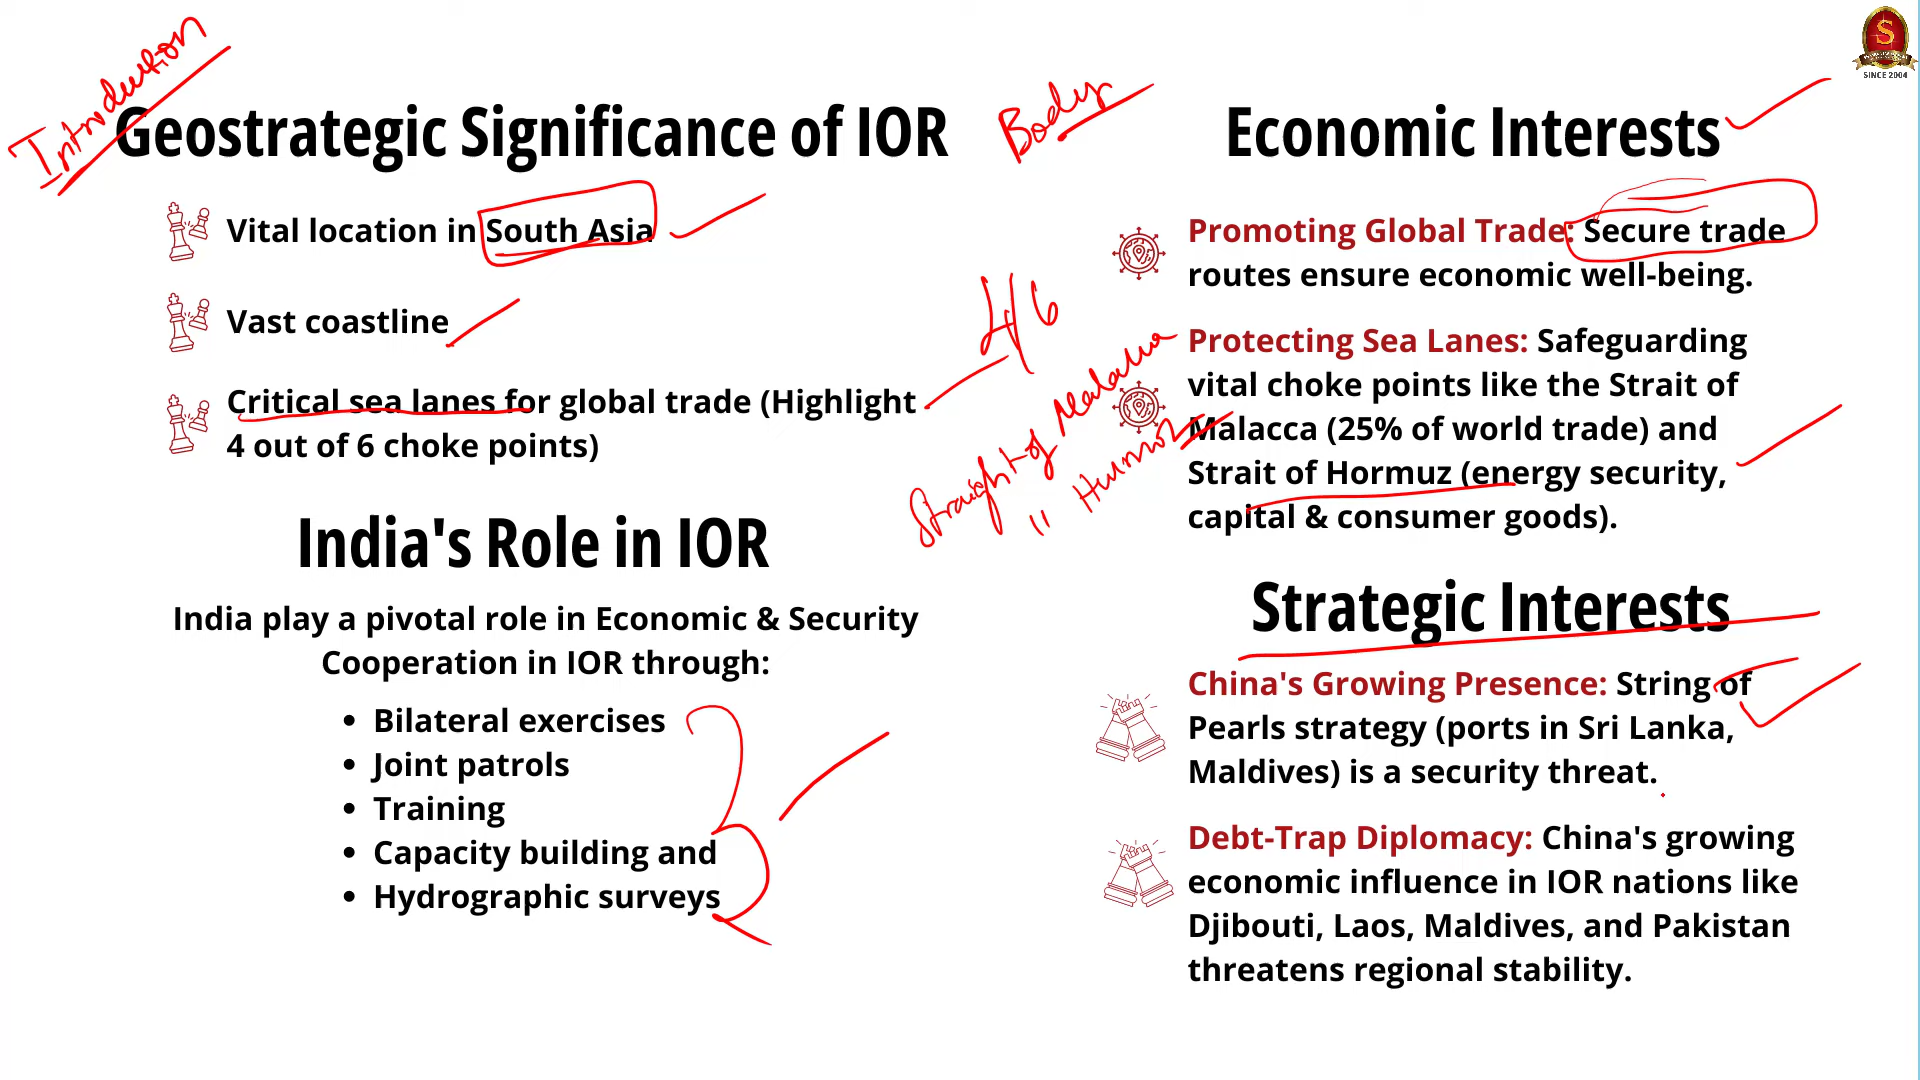 Introduction
Geostrategic Significance of IOR
Vital location in South Asia
Vast coastline
Critical sea lanes for global trade (Highlight
4 out of 6 choke points)
India's Role in IOR
India play a pivotal role in Economic & Security
Cooperation in IOR through:
• Bilateral exercises
• Joint patrols
• Training
• Capacity building and
• Hydrographic surveys
Body
4/6
Straight of Malacca
" Hurmoz
Economic Interests
Promoting Global Trade: Secure trade
routes ensure economic well-being.
Protecting Sea Lanes: Safeguarding
vital choke points like the Strait of
Malacca (25% of world trade) and
Strait of Hormuz (energy security,
capital & consumer goods).
Strategic Interests
China's Growing Presence: String of
Pearls strategy (ports in Sri Lanka,
Maldives) is a security threat.
Debt-Trap Diplomacy: China's growing
economic influence in IOR nations like
Djibouti, Laos, Maldives, and Pakistan
threatens regional stability.
S
SINCE 2004